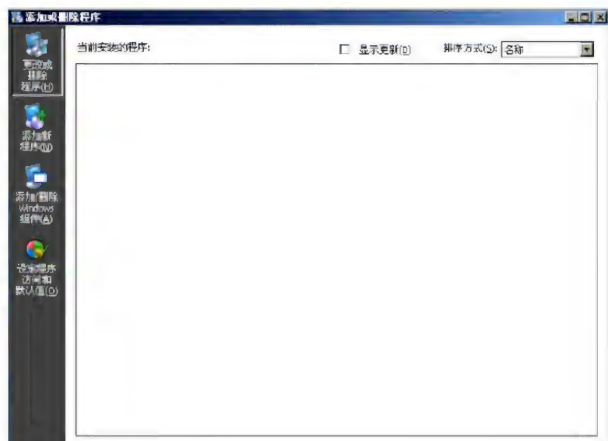 添加或删除程序
更改或
删除
程序(H)
当前安装的程序:
显示更新(D)
排序方式(S):
名称
添加新
程序(N)
添加/删除
Windows
组件(A)
设定程序
访问和
默认值(O)